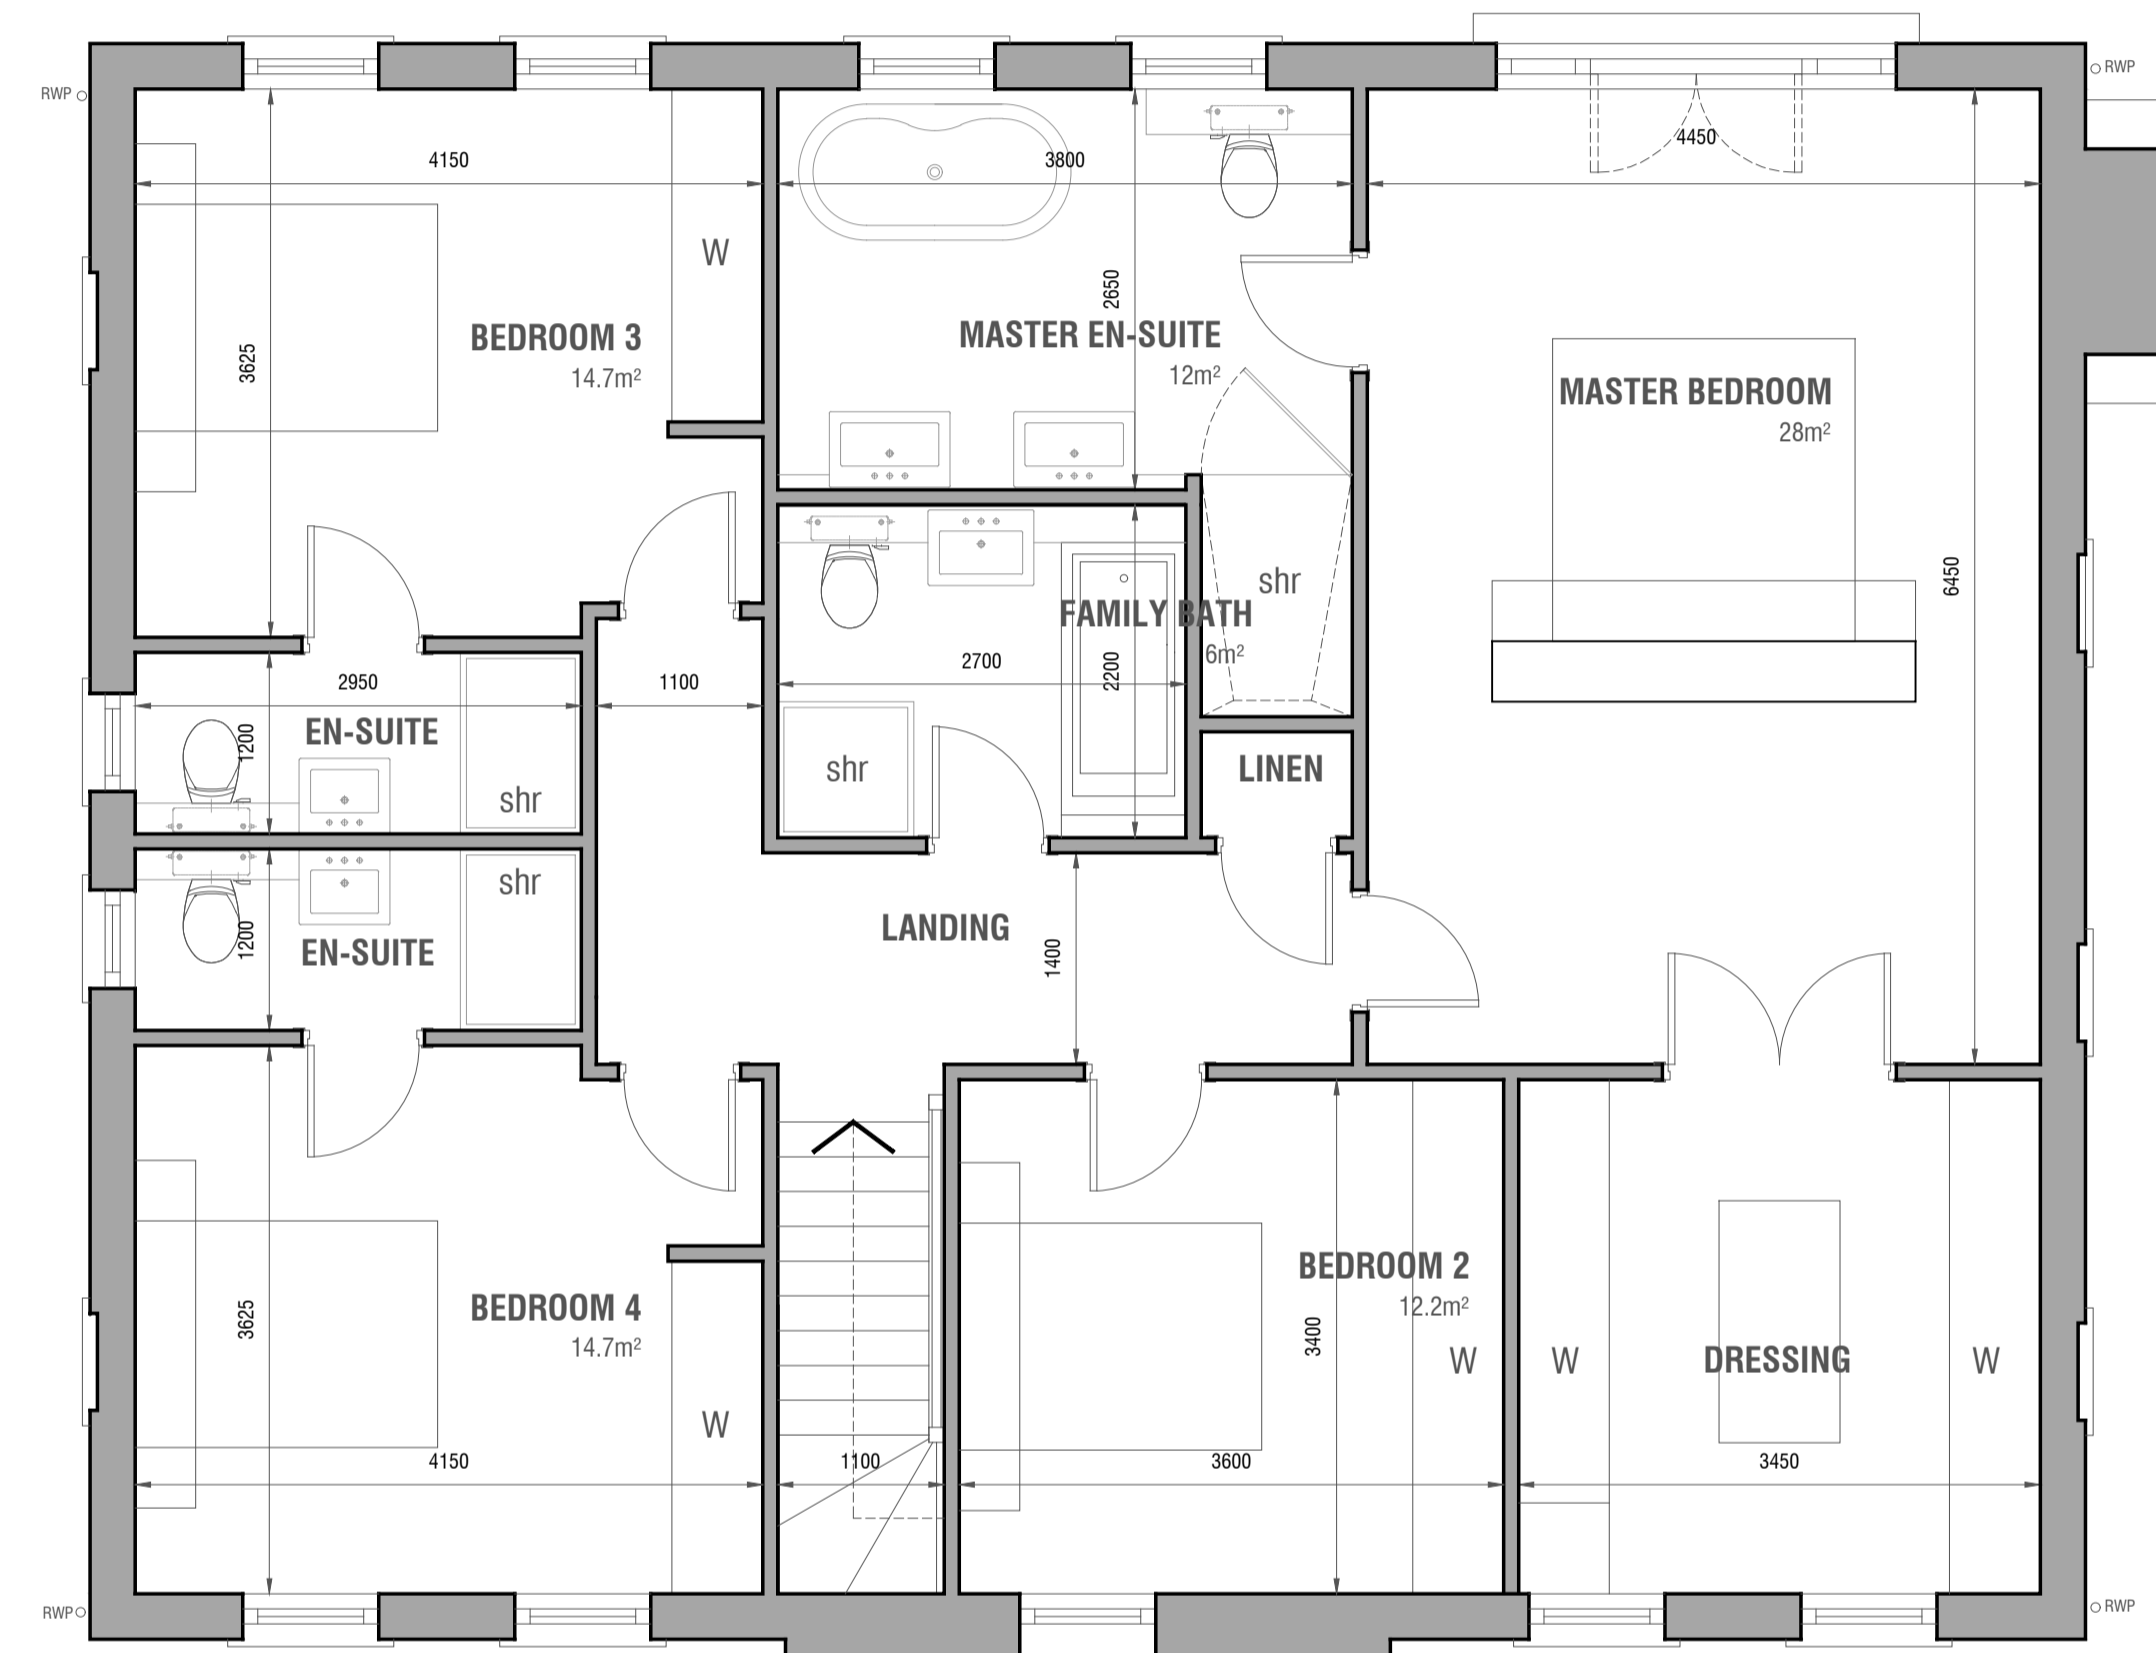 RWP
RWP
4150
3800
4450
W
2650
3625
BEDROOM 3
14.7m²
MASTER EN-SUITE
12m²
MASTER BEDROOM
28m²
6450
shr
FAMILY BATH
6m²
2950
1100
2700
2200
EN-SUITE
1200
shr
shr
LINEN
shr
EN-SUITE
1200
LANDING
1400
BEDROOM 4
14.7m²
3625
BEDROOM 2
12.2m²
3400
W
W
DRESSING
W
W
4150
1100
3600
3450
RWP
RWP